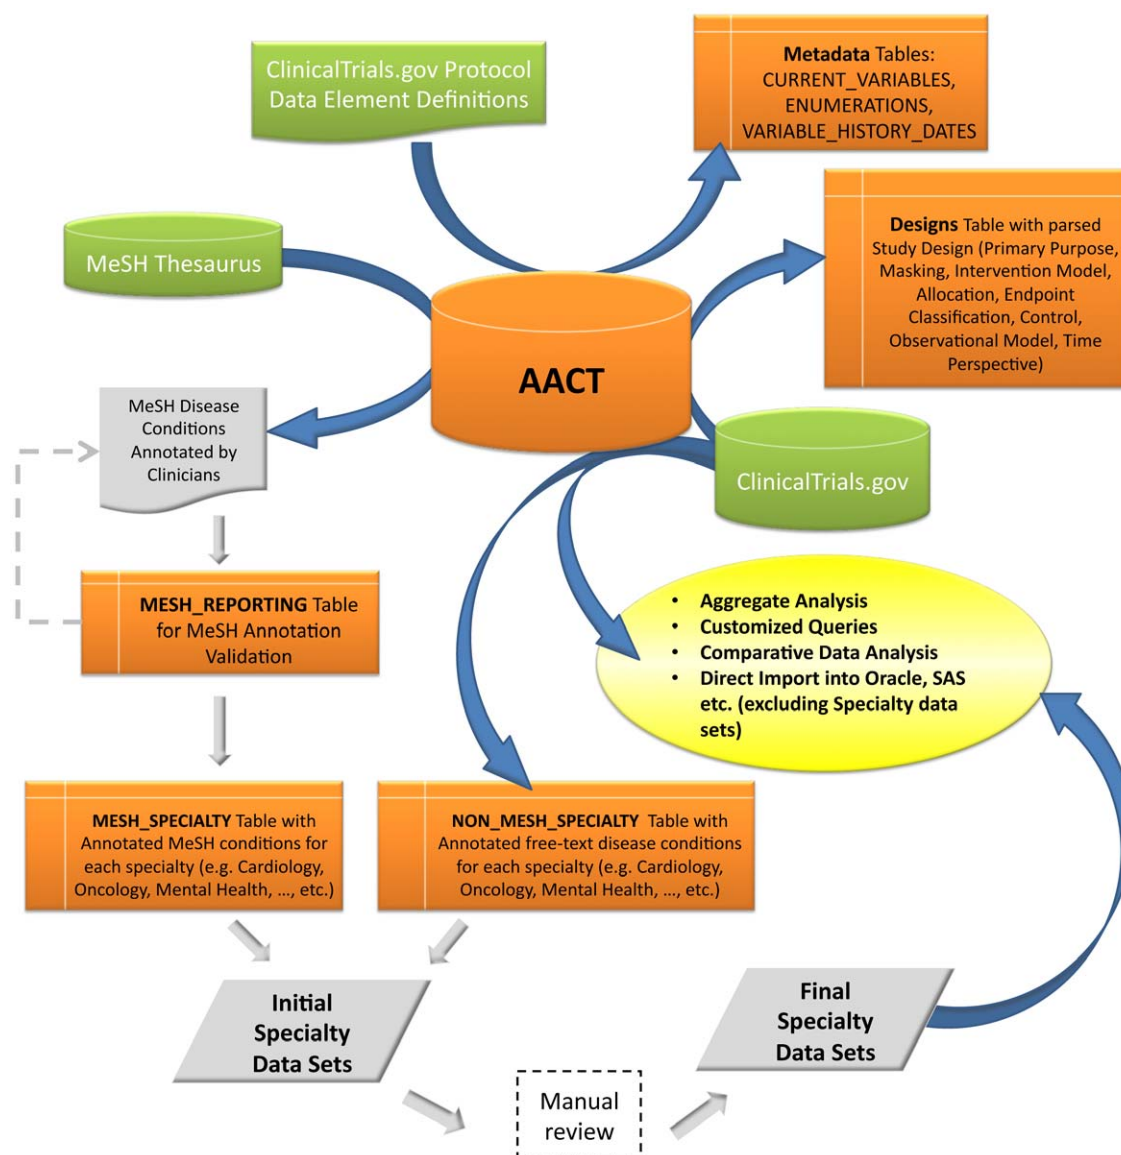 ClinicalTrials.gov Protocol
Data Element Definitions
Metadata Tables:
CURRENT_VARIABLES,
ENUMERATIONS,
VARIABLE_HISTORY_DATES
MeSH Thesaurus
Designs Table with parsed
Study Design (Primary Purpose,
Masking, Intervention Model,
Allocation, Endpoint
Classification, Control,
Observational Model, Time
Perspective)
AACT
MeSH Disease
Conditions
Annotated by
Clinicians
ClinicalTrials.gov
MESH_REPORTING Table
for MeSH Annotation
Validation
• Aggregate Analysis
• Customized Queries
• Comparative Data Analysis
• Direct Import into Oracle, SAS
etc. (excluding Specialty data
sets)
MESH_SPECIALTY Table with
Annotated MeSH conditions for
each specialty (e.g. Cardiology,
Oncology, Mental Health, ..., etc.)
NON_MESH_SPECIALTY Table with
Annotated free-text disease conditions
for each specialty (e.g. Cardiology,
Oncology, Mental Health, ..., etc.)
Initial
Specialty
Data Sets
Final
Specialty
Data Sets
Manual
review